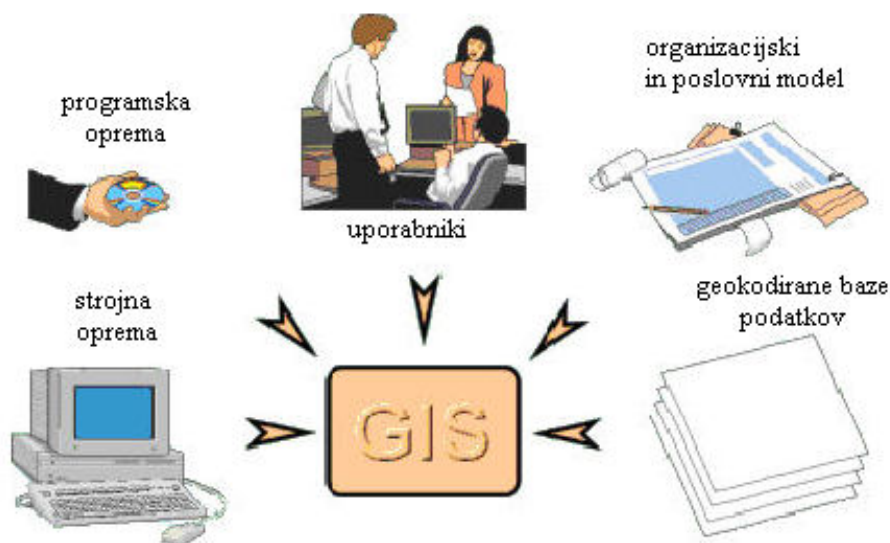 programska
oprema
uporabniki
organizacijski
in poslovni model
strojna
oprema
geokodirane baze
podatkov
GIS